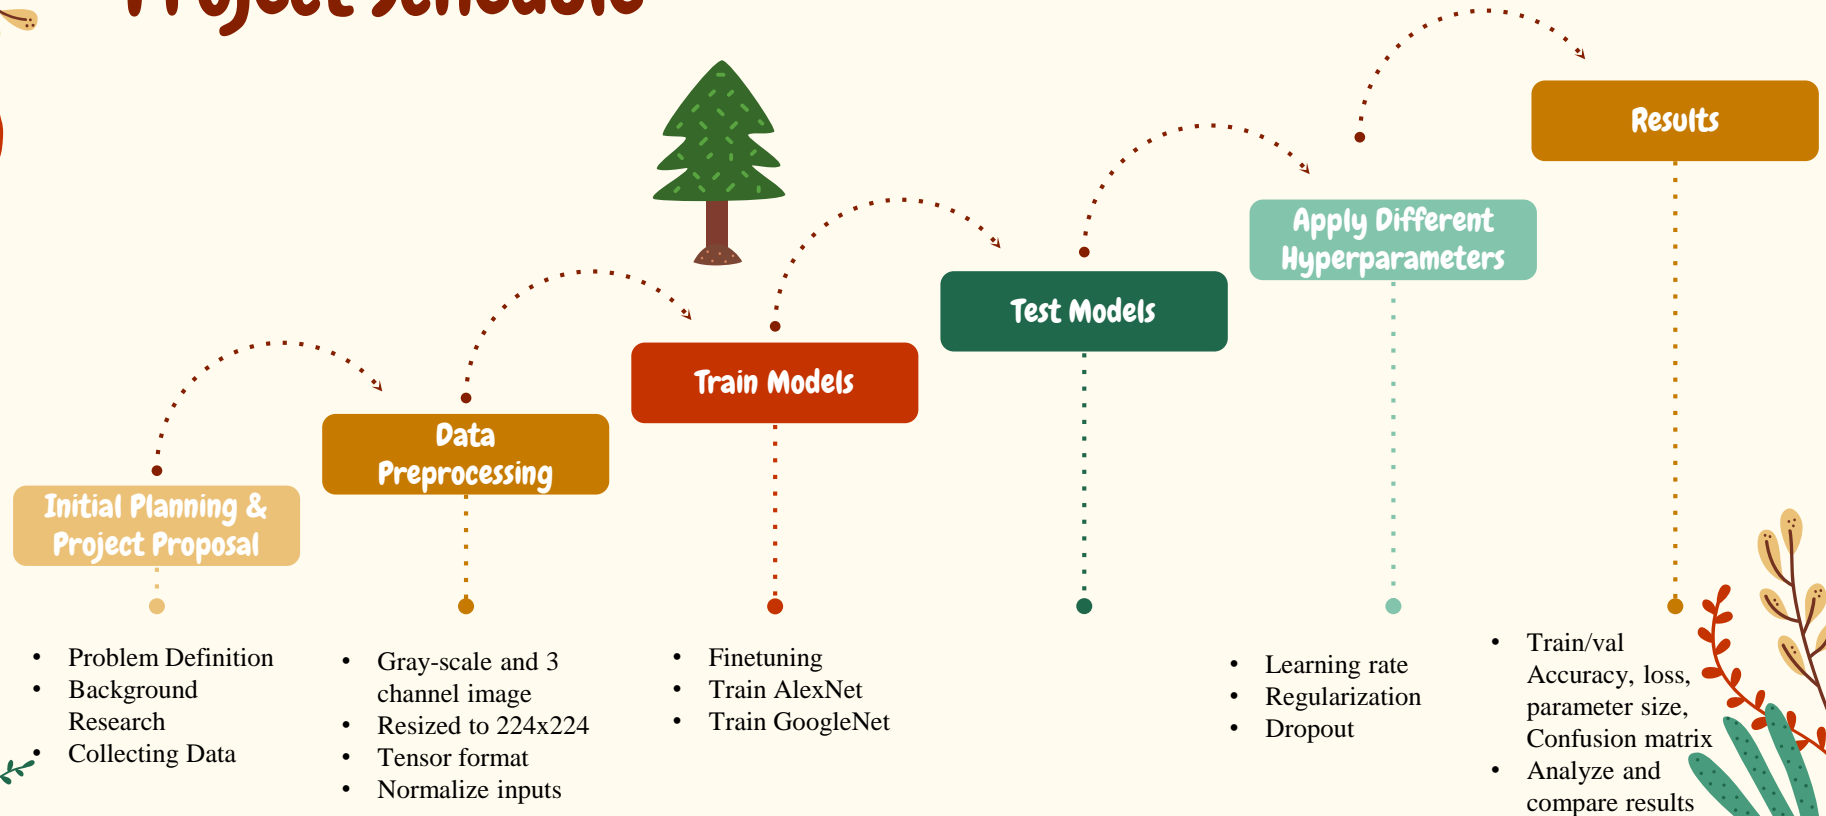 Project Schedule
Initial Planning &
Project Proposal
• Problem Definition
• Background
Research
• Collecting Data
Data
Preprocessing
• Gray-scale and 3
channel image
• Resized to 224x224
• Tensor format
• Normalize inputs
Train Models
• Finetuning
• Train AlexNet
• Train GoogleNet
Test Models
Apply Different
Hyperparameters
• Learning rate
• Regularization
• Dropout
Results
• Train/val
Accuracy, loss,
parameter size,
Confusion matrix
• Analyze and
compare results